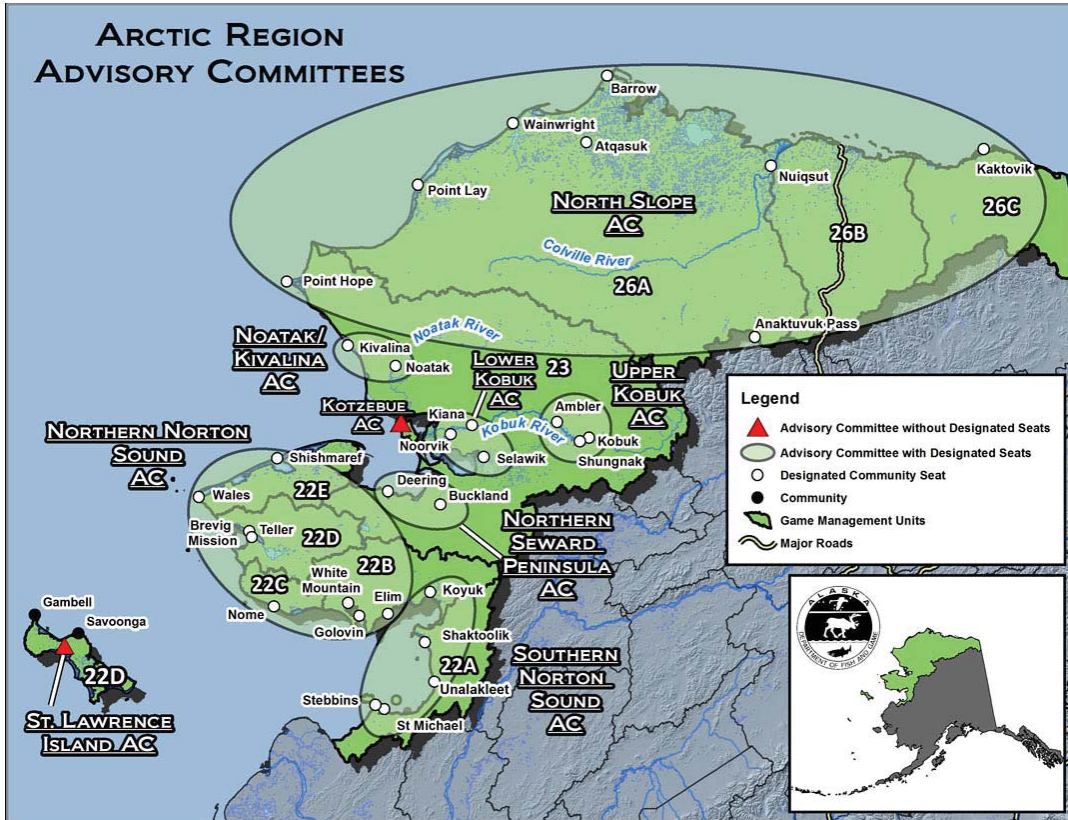 ARCTIC REGION
ADVISORY COMMITTEES
Barrow
Wainwright
Atqasuk
Kaktovik
Nuiqsut
Point Lay
NORTH SLOPE
AC
26C
26B
Colville River
26A
Point Hope
Anaktuvuk Pass
NOATAK/
KIVALINA
AC
Noatak River
Kivalina
Noatak
23
LOWER
KOBUK
AC
UPPER
KOBUK
AC
KOTZEBUE
AC
Kiana
Ambler
Kobuk River
Noorvik
Kobuk
Selawik
Shungnak
NORTHERN NORTON
SOUND
AC
Shishmaref
Deering
Buckland
Wales
22E
Brevig
Mission
Teller
22D
NORTHERN
SEWARD
PENINSULA
AC
22C
22B
White
Mountain
Elim
Koyuk
Nome
Golovin
Gambell
Savoonga
Shaktoolik
22A
22D
SOUTHERN
NORTON
SOUND
AC
Unalakleet
Stebbins
St Michael
ST. LAWRENCE
ISLAND AC
Legend
Advisory Committee without Designated Seats
Advisory Committee with Designated Seats
Designated Community Seat
Community
Game Management Units
Major Roads
ALASKA
DEPARTMENT OF FISH AND GAME